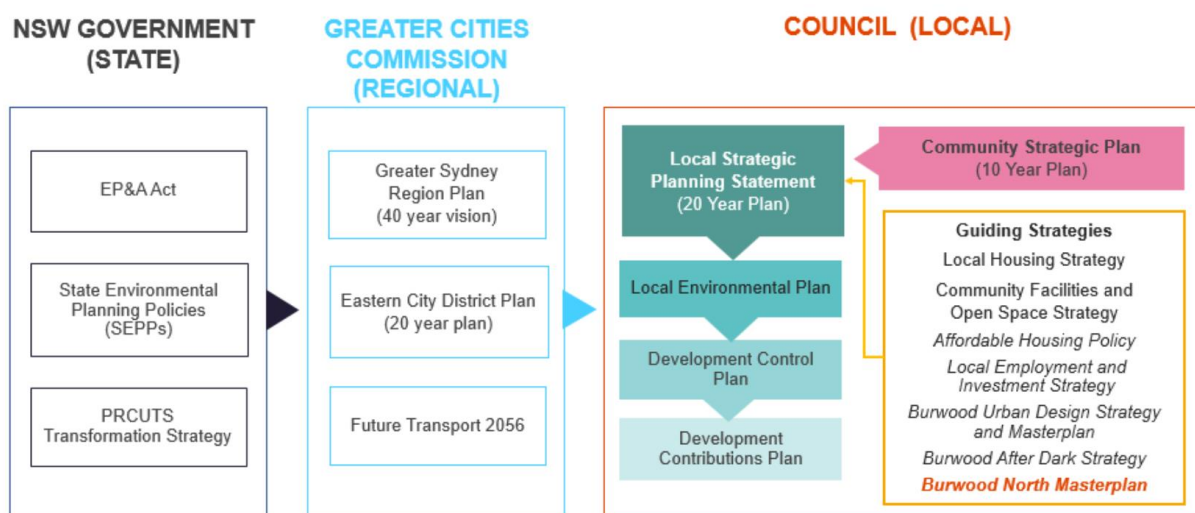 NSW GOVERNMENT
(STATE)
EP&A Act
State Environmental
Planning Policies
(SEPPs)
PRCUTS
Transformation Strategy
GREATER CITIES
COMMISSION
(REGIONAL)
Greater Sydney
Region Plan
(40 year vision)
Eastern City District Plan
(20 year plan)
Future Transport 2056
COUNCIL (LOCAL)
Local Strategic
Planning Statement
(20 Year Plan)
Local Environmental Plan
Development Control
Plan
Development
Contributions Plan
Community Strategic Plan
(10 Year Plan)
Guiding Strategies
Local Housing Strategy
Community Facilities and
Open Space Strategy
Affordable Housing Policy
Local Employment and
Investment Strategy
Burwood Urban Design Strategy
and Masterplan
Burwood After Dark Strategy
Burwood North Masterplan